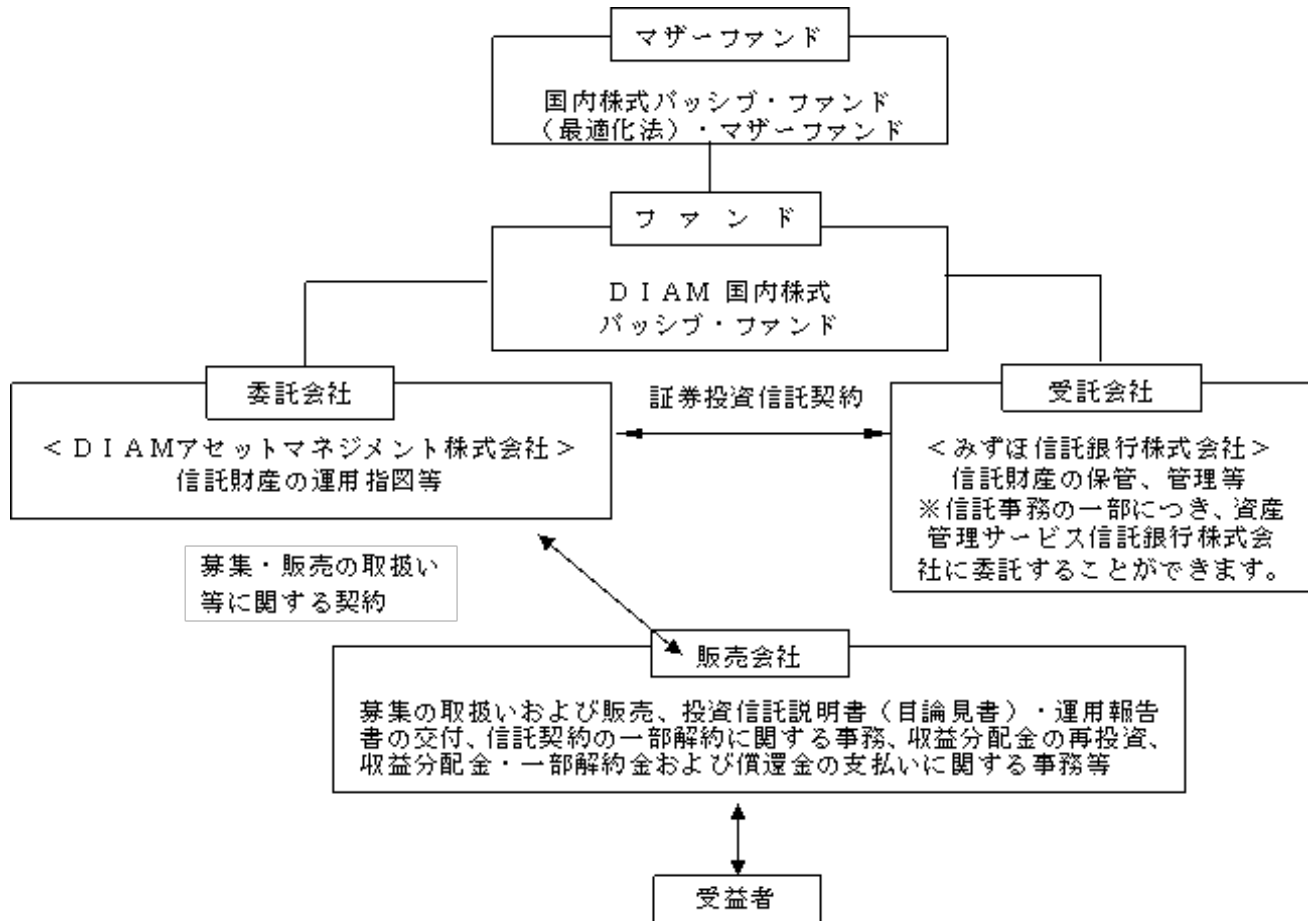 マザーファンド
国内株式パッシブ・ファンド
（最適化法）・マザーファンド
ファンド
ＤＩＡＭ 国内株式
パッシブ・ファンド
委託会社
＜ＤＩＡＭアセットマネジメント株式会社＞
信託財産の運用指図等
証券投資信託契約
受託会社
＜みずほ信託銀行株式会社＞
信託財産の保管、管理等
※信託事務の一部につき、資産
管理サービス信託銀行株式会
社に委託することができます。
募集・販売の取扱い
等に関する契約
販売会社
募集の取扱いおよび販売、投資信託説明書（目論見書）・運用報告
書の交付、信託契約の一部解約に関する事務、収益分配金の再投資、
収益分配金・一部解約金および償還金の支払いに関する事務等
受益者